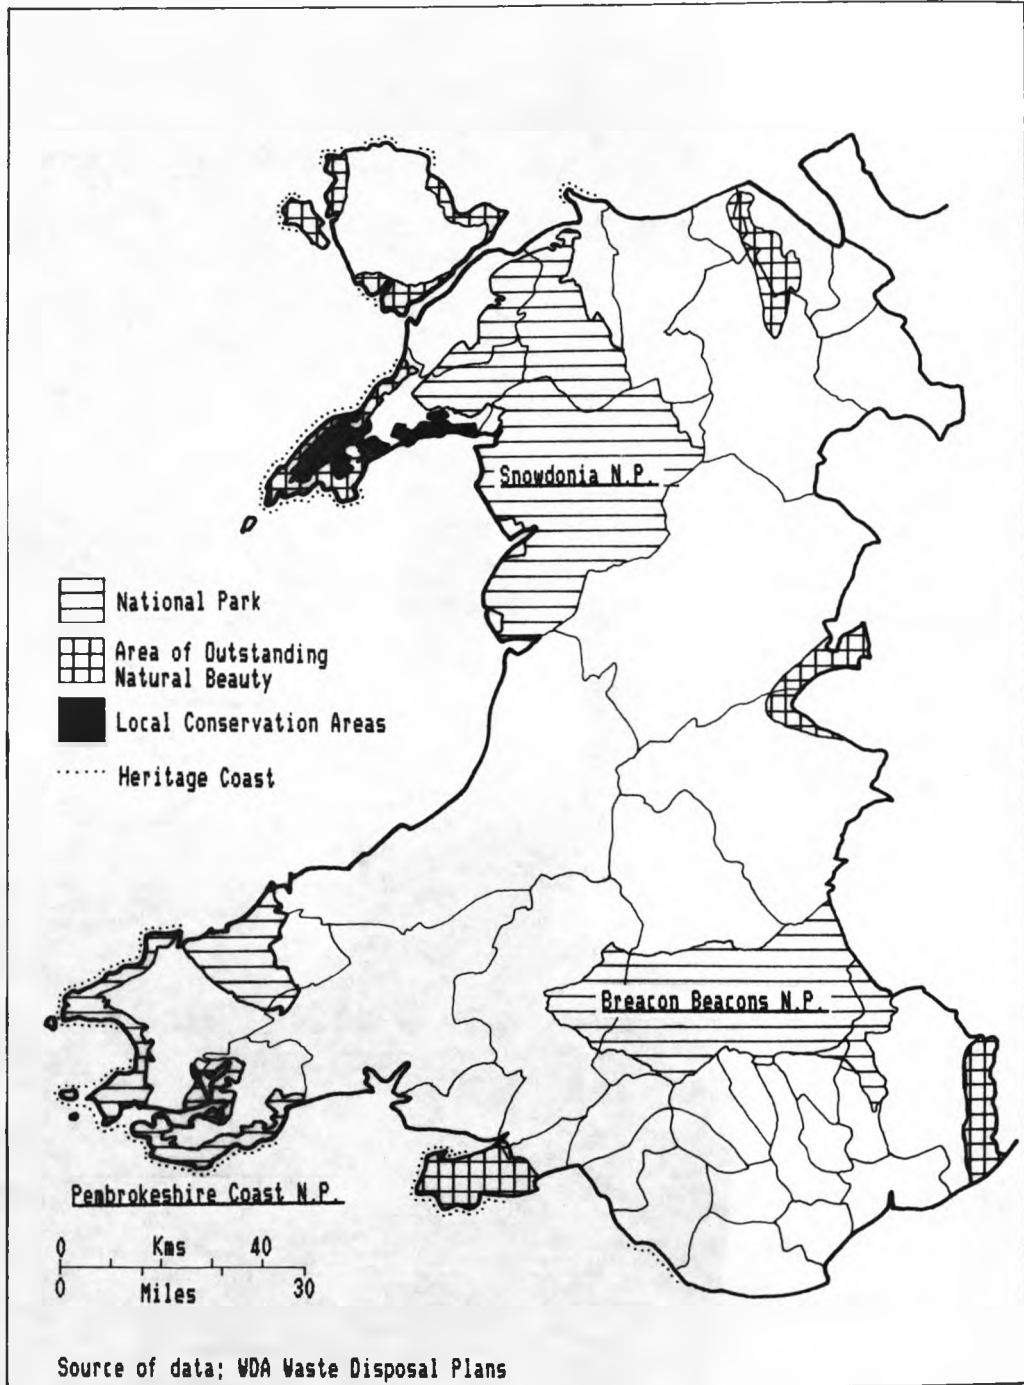 Snowdonia N.P.
National Park
Area of Outstanding
Natural Beauty
Local Conservation Areas
Heritage Coast
Breacon Beacons N.P.
Pembrokeshire Coast N.P.
0 Kms 40
0 30
Miles
Source of data; WDA Waste Disposal Plans